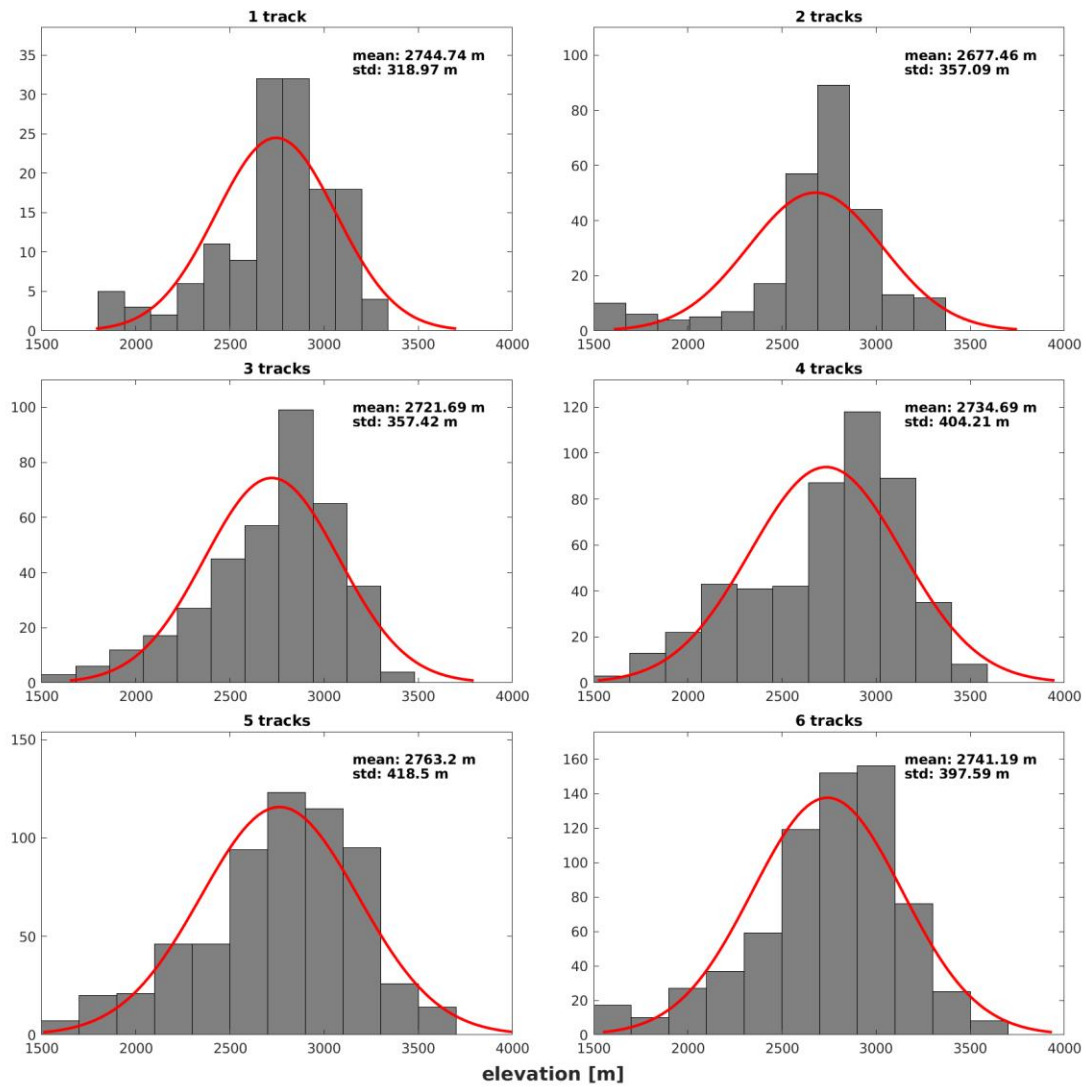 1 track
mean: 2744.74 m
std: 318.97 m
35
30
25
20
15
10
5
0
1500 2000 2500 3000 3500 4000
2 tracks
mean: 2677.46 m
std: 357.09 m
100
80
60
40
20
0
1500 2000 2500 3000 3500 4000
3 tracks
mean: 2721.69 m
std: 357.42 m
100
80
60
40
20
0
1500 2000 2500 3000 3500 4000
4 tracks
mean: 2734.69 m
std: 404.21 m
120
100
80
60
40
20
0
1500 2000 2500 3000 3500 4000
5 tracks
mean: 2763.2 m
std: 418.5 m
150
100
50
0
1500 2000 2500 3000 3500 4000
6 tracks
mean: 2741.19 m
std: 397.59 m
160
140
120
100
80
60
40
20
0
1500 2000 2500 3000 3500 4000
elevation [m]